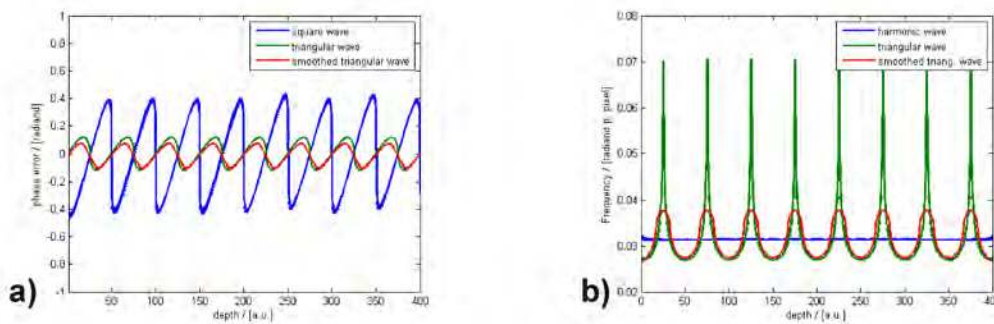 a)
1
0.8
0.6
0.4
0.2
0
-0.2
-0.4
-0.6
-0.8
-1
phase error / [radiand]
50
100
150
200
250
300
350
400
depth / [a.u.]
square wave
triangular wave
smoothed triangular wave
b)
0.08
0.07
0.06
0.05
0.04
0.03
0.02
Frequency / [radiand p. pixel]
0
50
100
150
200
250
300
350
400
depth / [a.u.]
harmonic wave
triangular wave
smoothed triang. wave